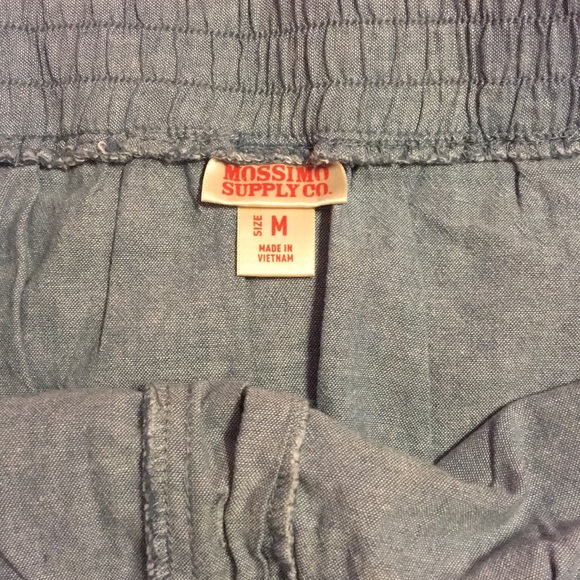 MOSSIMO
SUPPLY CO.
SIZE M
MADE IN
VIETNAM